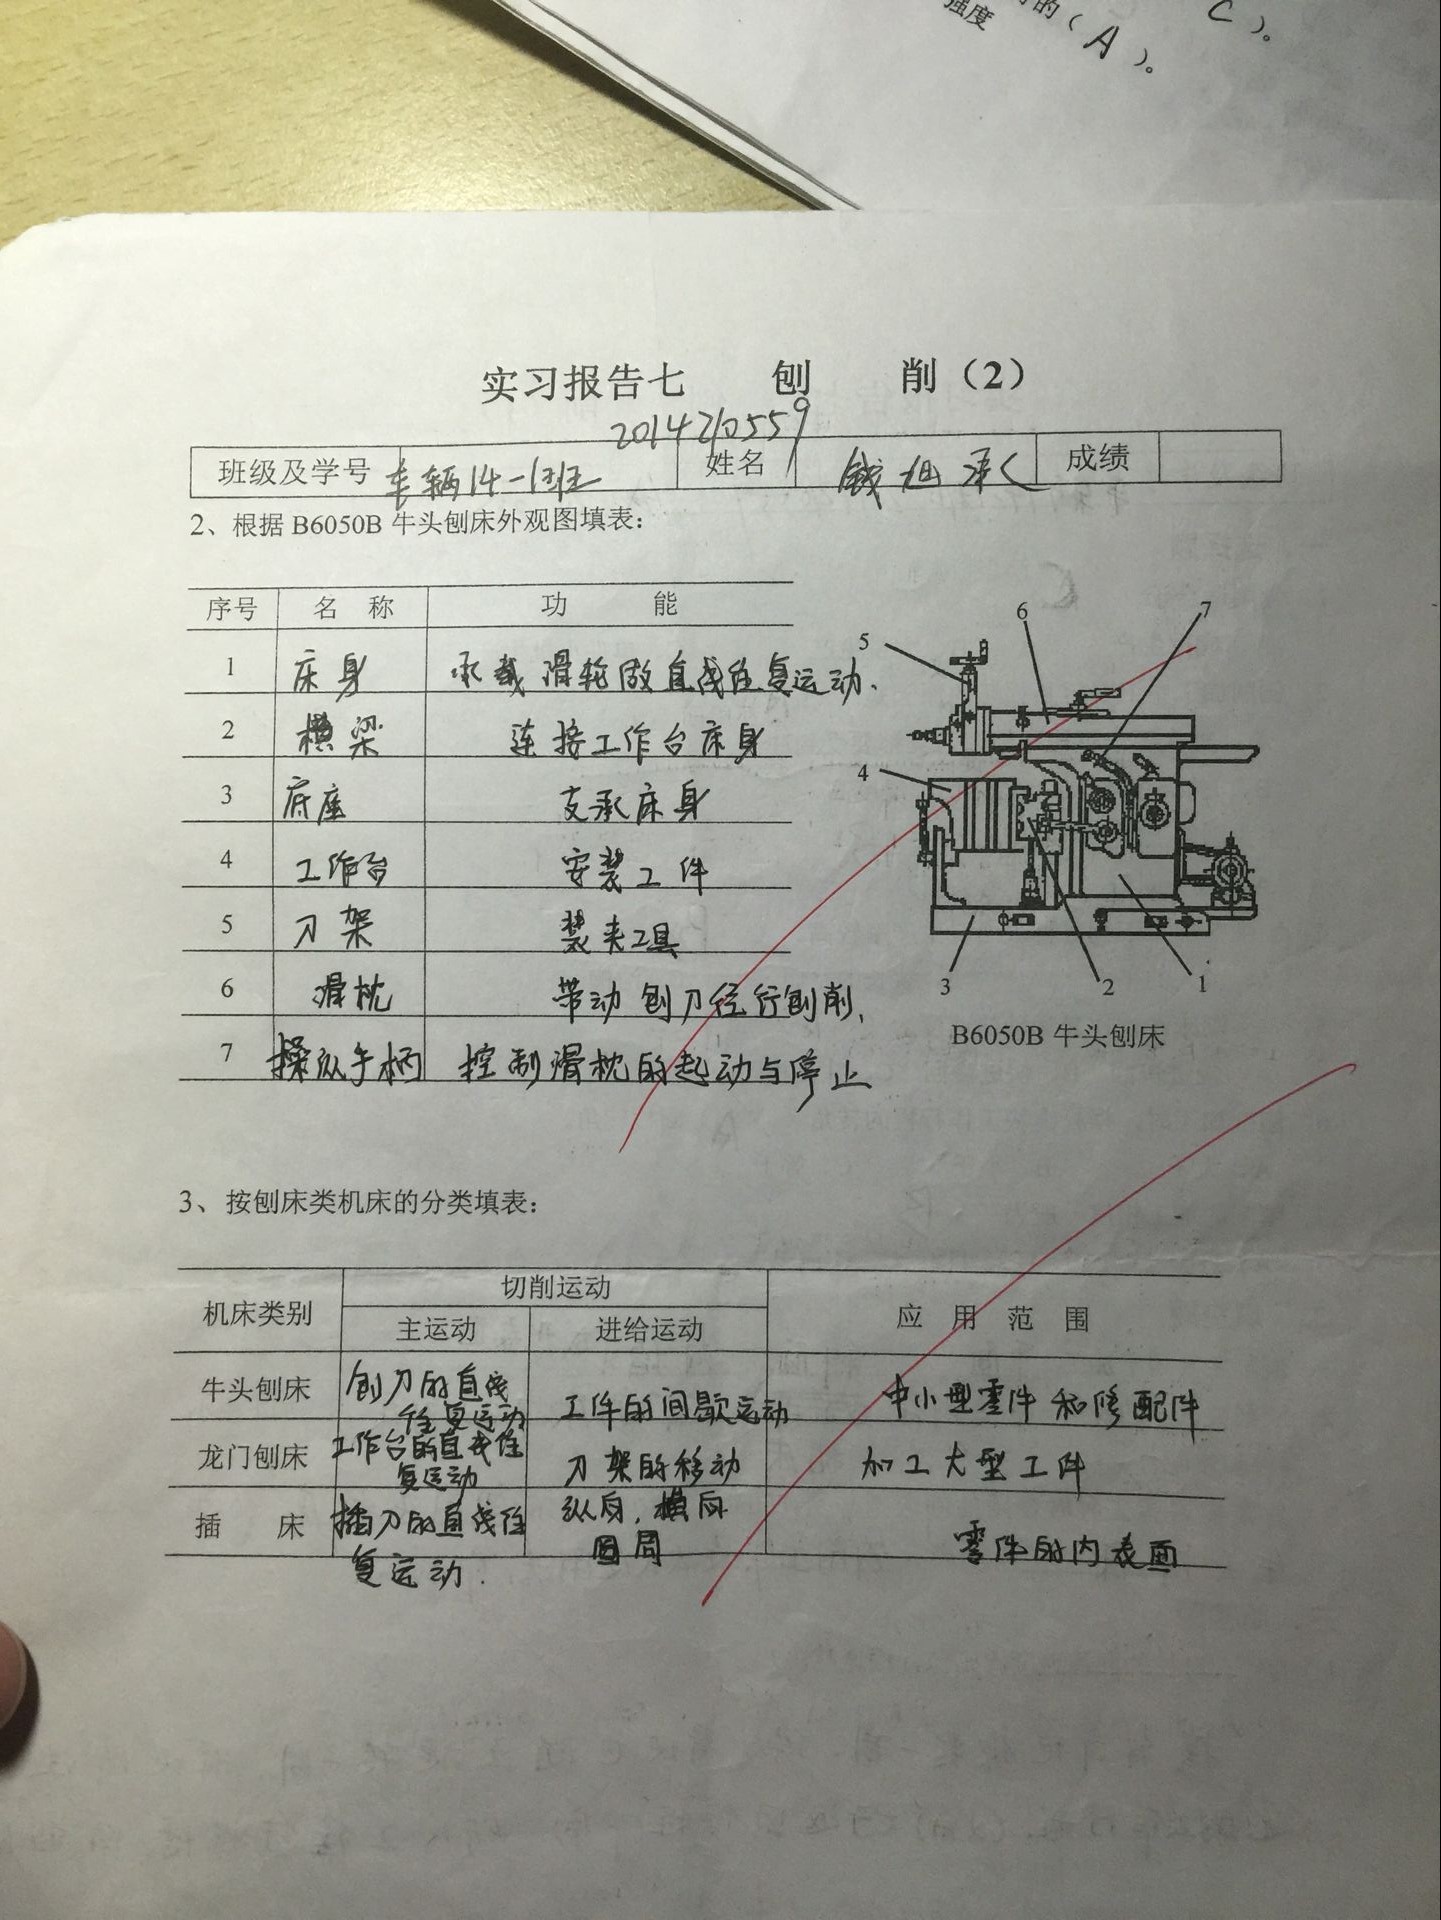 的（A）。
C）。
强度
实习报告七 刨 削（2）
2014210559
班级及学号 车辆14-1班 姓名 钱旭承 成绩
2、根据 B6050B 牛头刨床外观图填表：
序号 名 称 功 能
1 床身 承载滑轮做直线往复运动.
2 横梁 连接工作台床身
3 底座 支承床身
4 工作台 安装工件
5 刀架 装夹工具
6 滑枕 带动刨刀往行刨削.
7 操纵手柄 控制滑枕的起动与停止
5
6
7
4
3
2
1
B6050B 牛头刨床
3、按刨床类机床的分类填表：
机床类别 切削运动 应 用 范 围
主运动 进给运动
牛头刨床 刨刀的直线往复运动 工件的间歇运动 中小型零件和修配件
龙门刨床 工作台的直线往复运动 刀架的移动 加工大型工件
插 床 插刀的直线往复运动. 纵向,横向圆周 零件的内表面